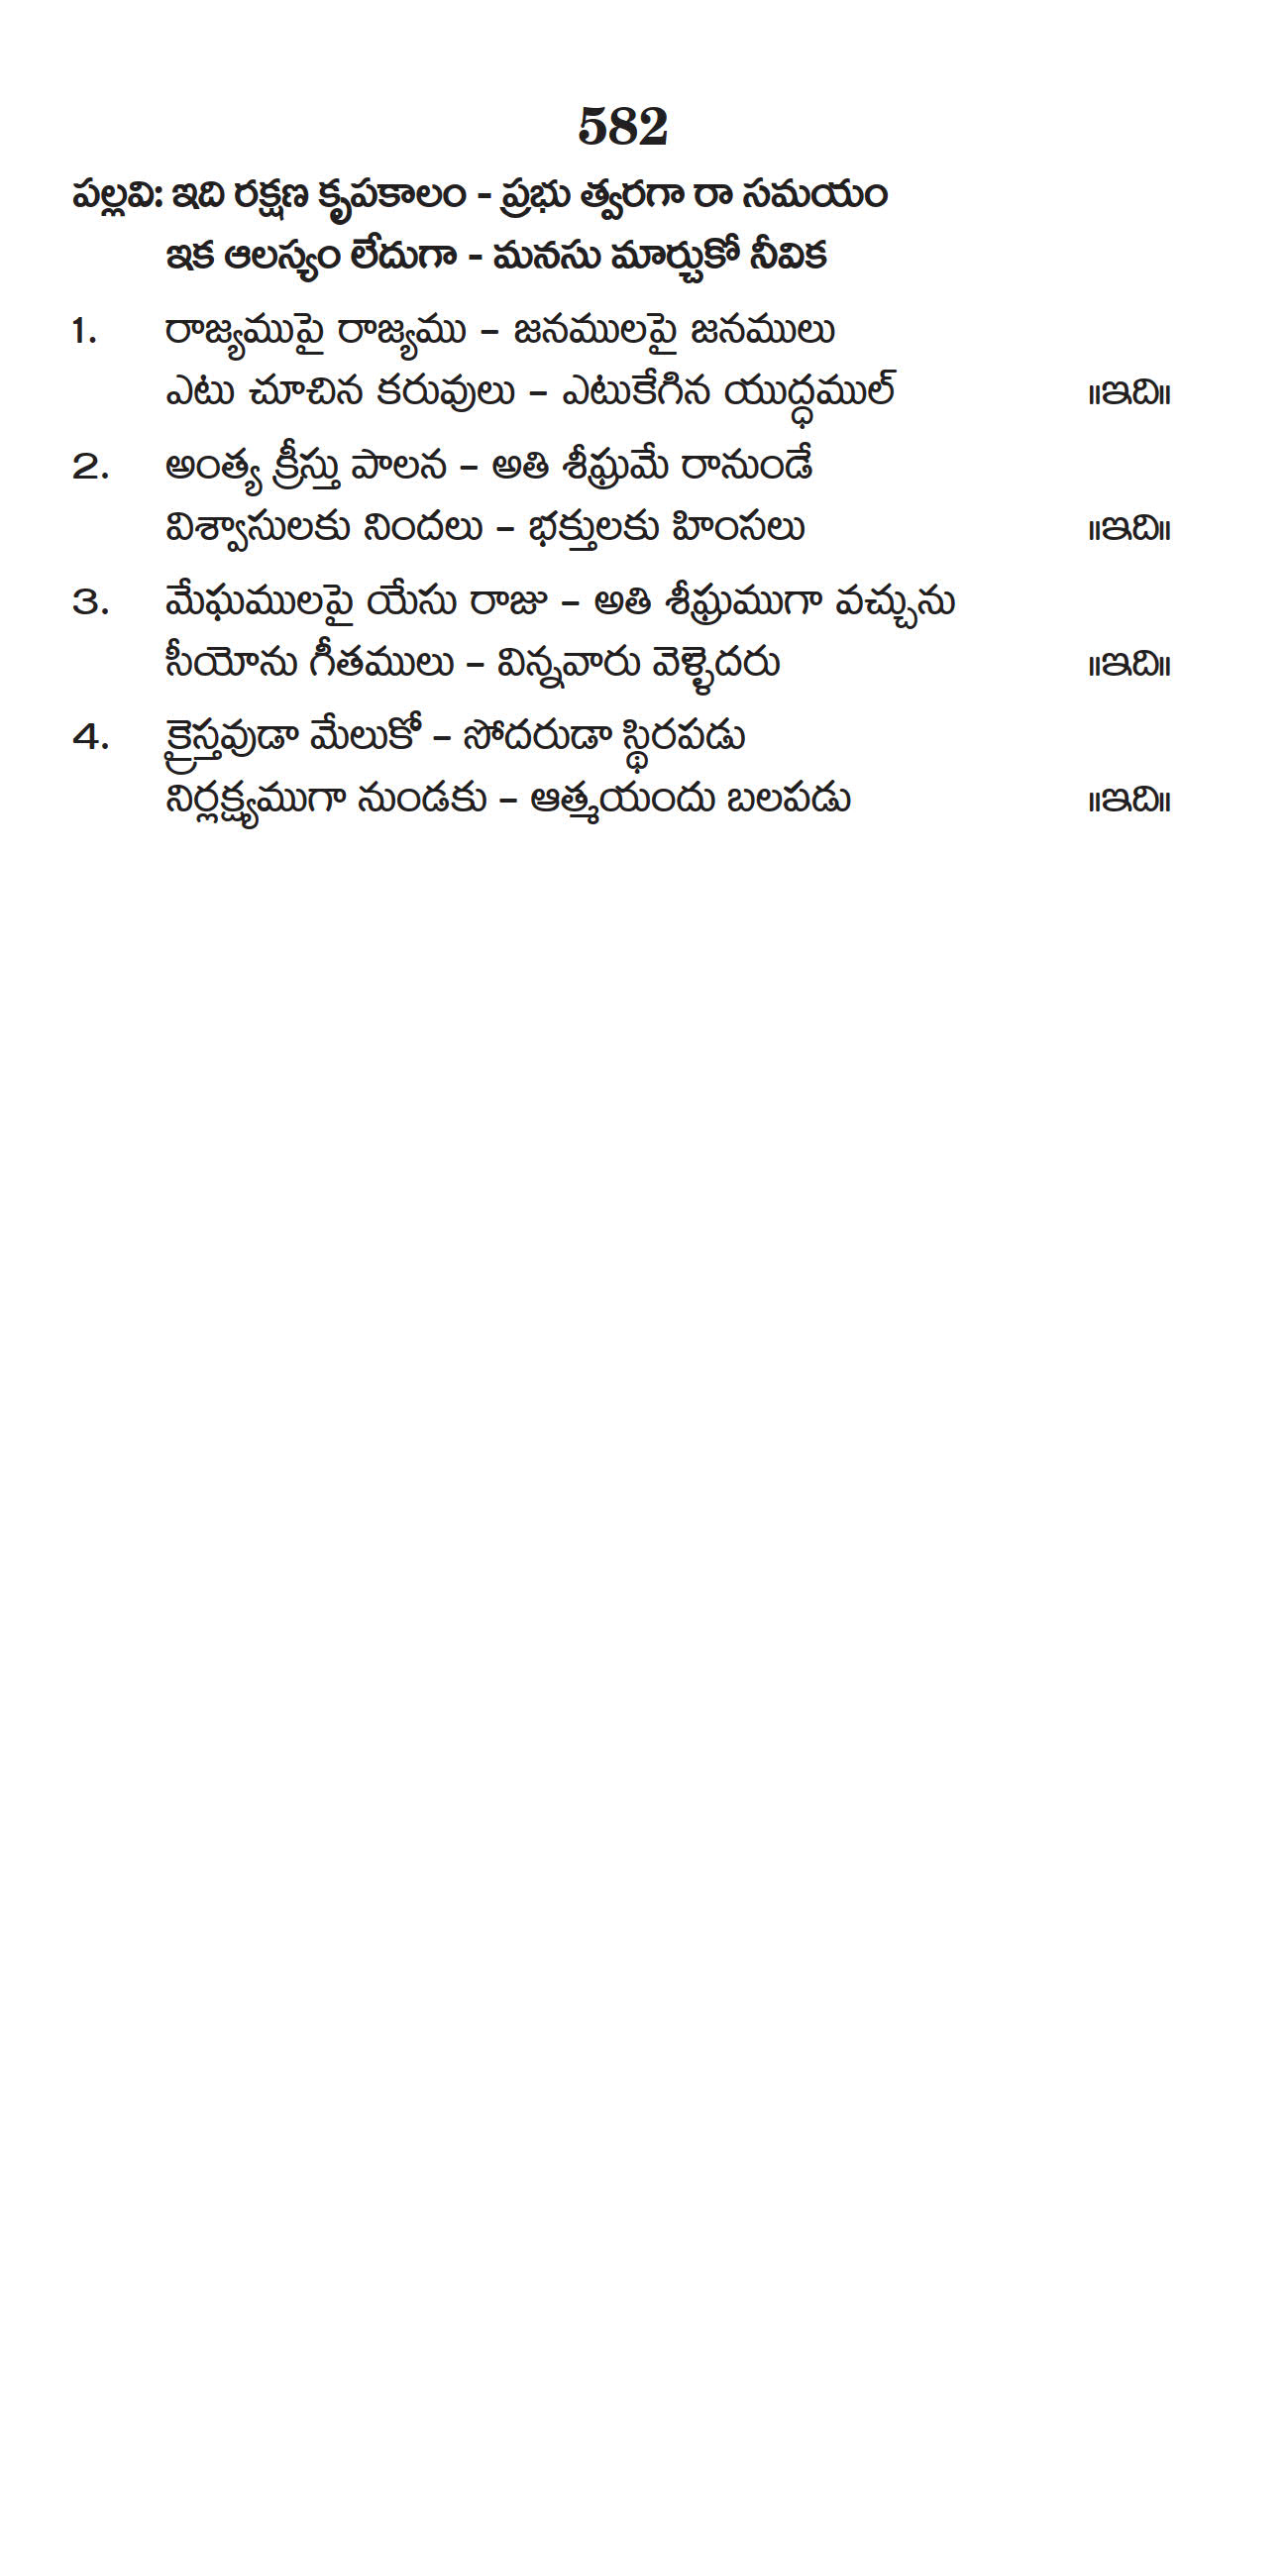 582
పల్లవి: ఇది రక్షణ కృపకాలం - ప్రభు త్వరగా రా సమయం
ఇక ఆలస్యం లేదుగా - మనసు మార్చుకో నీవిక
1. రాజ్యముపై రాజ్యము – జనములపై జనములు
ఎటు చూచిన కరువులు – ఎటుకేగిన యుద్ధముల్ ॥ఇది॥
2. అంత్య క్రీస్తు పాలన – అతి శీఘ్రమే రానుండే
విశ్వాసులకు నిందలు – భక్తులకు హింసలు ॥ఇది॥
3. మేఘములపై యేసు రాజు – అతి శీఘ్రముగా వచ్చును
సీయోను గీతములు – విన్నవారు వెళ్ళెదరు ॥ఇది॥
4. క్రైస్తవుడా మేలుకో – సోదరుడా స్థిరపడు
నిర్లక్ష్యముగా నుండకు – ఆత్మయందు బలపడు ॥ఇది॥